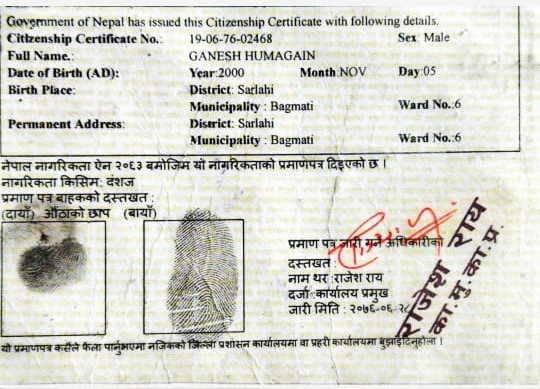 Government of Nepal has issued this Citizenship Certificate with following details.
Citizenship Certificate No.: 19-06-76-02468 Sex: Male
Full Name.: GANESH HUMAGAIN
Date of Birth (AD): Year:2000 Month:NOV Day:05
Birth Place: District: Sarlahi
Municipality : Bagmati Ward No.:6
Permanent Address: District: Sarlahi
Municipality : Bagmati Ward No.:6
नेपाल नागरिकता ऐन २०६३ बमोजिम यो नागरिकताको प्रमाणपत्र दिइएको छ ।
नागरिकता किसिम: वंशज
प्रमाण पत्र बाहकको दस्तखत :
(दायाँ) औंठाको छाप (बायाँ)
प्रमाण पत्र जारी गर्ने अधिकारीको
दस्तखत :
नाम थर : राजेश राय
दर्जा : कार्यालय प्रमुख
जारी मिति : २०७६-०६-२८
राजेश राय
का.मु.का.प्र.
यो प्रमाणपत्र कसैले फेला पार्नुभएमा नजिकको जिल्ला प्रशासन कार्यालयमा वा प्रहरी कार्यालयमा बुझाइदिनुहोला ।